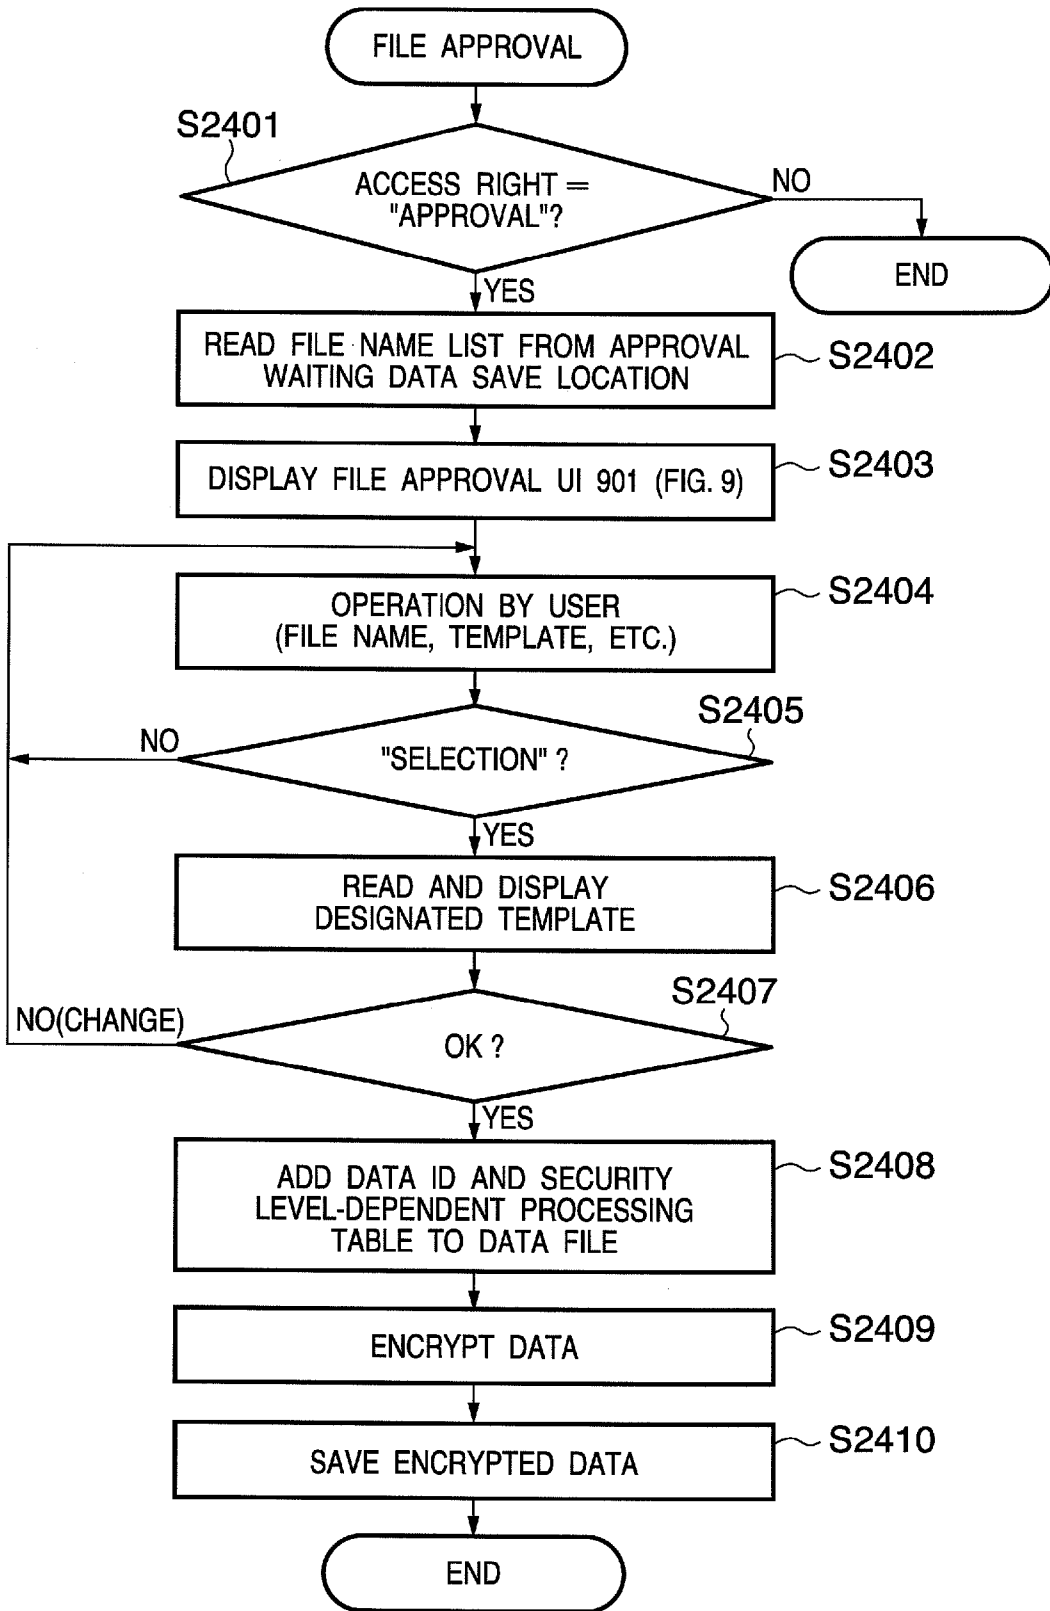 FILE APPROVAL
S2401
ACCESS RIGHT =
"APPROVAL"?
NO
END
YES
READ FILE NAME LIST FROM APPROVAL
WAITING DATA SAVE LOCATION
S2402
DISPLAY FILE APPROVAL UI 901 (FIG. 9)
S2403
OPERATION BY USER
(FILE NAME, TEMPLATE, ETC.)
S2404
S2405
"SELECTION" ?
NO
YES
READ AND DISPLAY
DESIGNATED TEMPLATE
S2406
S2407
OK ?
NO(CHANGE)
YES
ADD DATA ID AND SECURITY
LEVEL-DEPENDENT PROCESSING
TABLE TO DATA FILE
S2408
ENCRYPT DATA
S2409
SAVE ENCRYPTED DATA
S2410
END